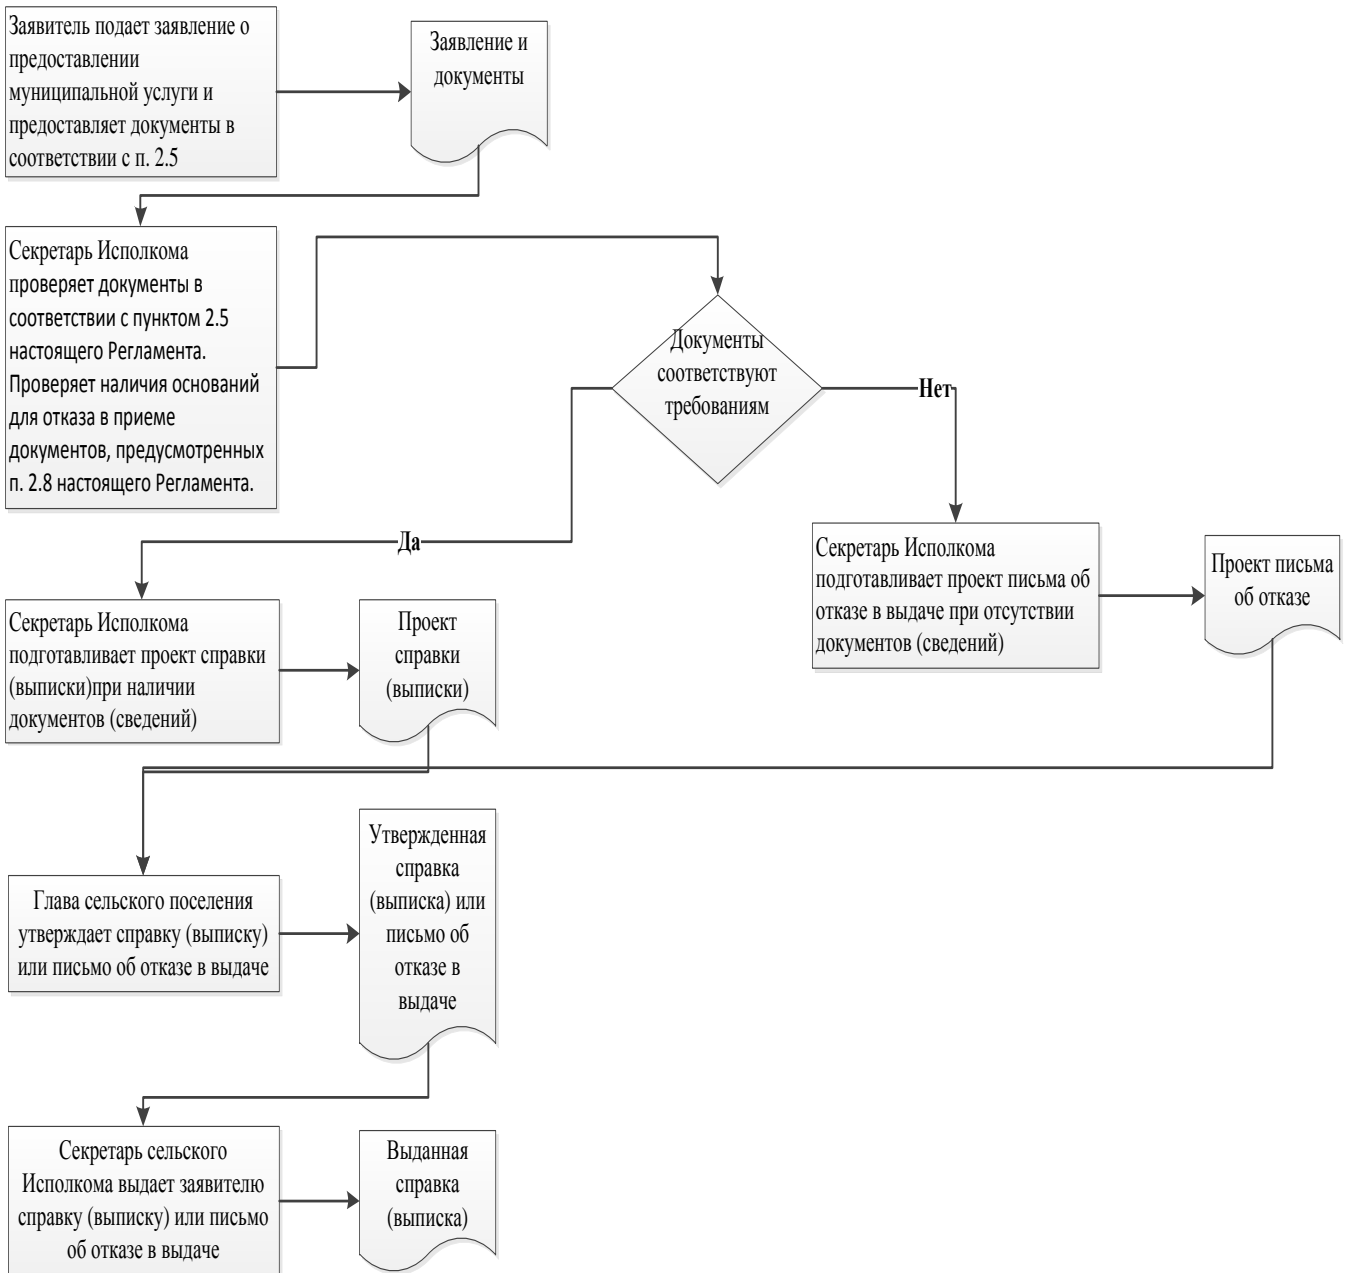 Заявитель подает заявление о
предоставлении
муниципальной услуги и
предоставляет документы в
соответствии с п. 2.5
Заявление и
документы
Секретарь Исполкома
проверяет документы в
соответствии с пунктом 2.5
настоящего Регламента.
Проверяет наличия оснований
для отказа в приеме
документов, предусмотренных
п. 2.8 настоящего Регламента.
Документы
соответствуют
требованиям
Нет
Да
Секретарь Исполкома
подготавливает проект письма об
отказе в выдаче при отсутствии
документов (сведений)
Проект письма
об отказе
Секретарь Исполкома
подготавливает проект справки
(выписки)при наличии
документов (сведений)
Проект
справки
(выписки)
Глава сельского поселения
утверждает справку (выписку)
или письмо об отказе в выдаче
Утвержденная
справка
(выписка) или
письмо об
отказе в
выдаче
Секретарь сельского
Исполкома выдает заявителю
справку (выписку) или письмо
об отказе в выдаче
Выданная
справка
(выписка)